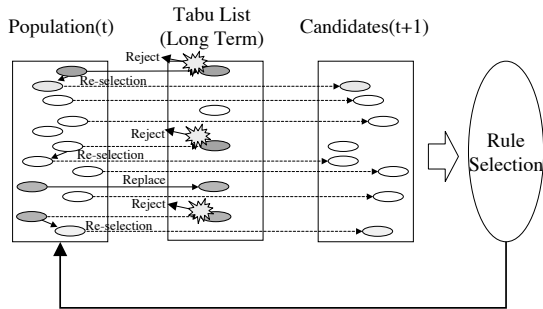 Population(t)
Tabu List
(Long Term)
Candidates(t+1)
Reject
Re-selection
Reject
Re-selection
Replace
Reject
Re-selection
Rule
Selection